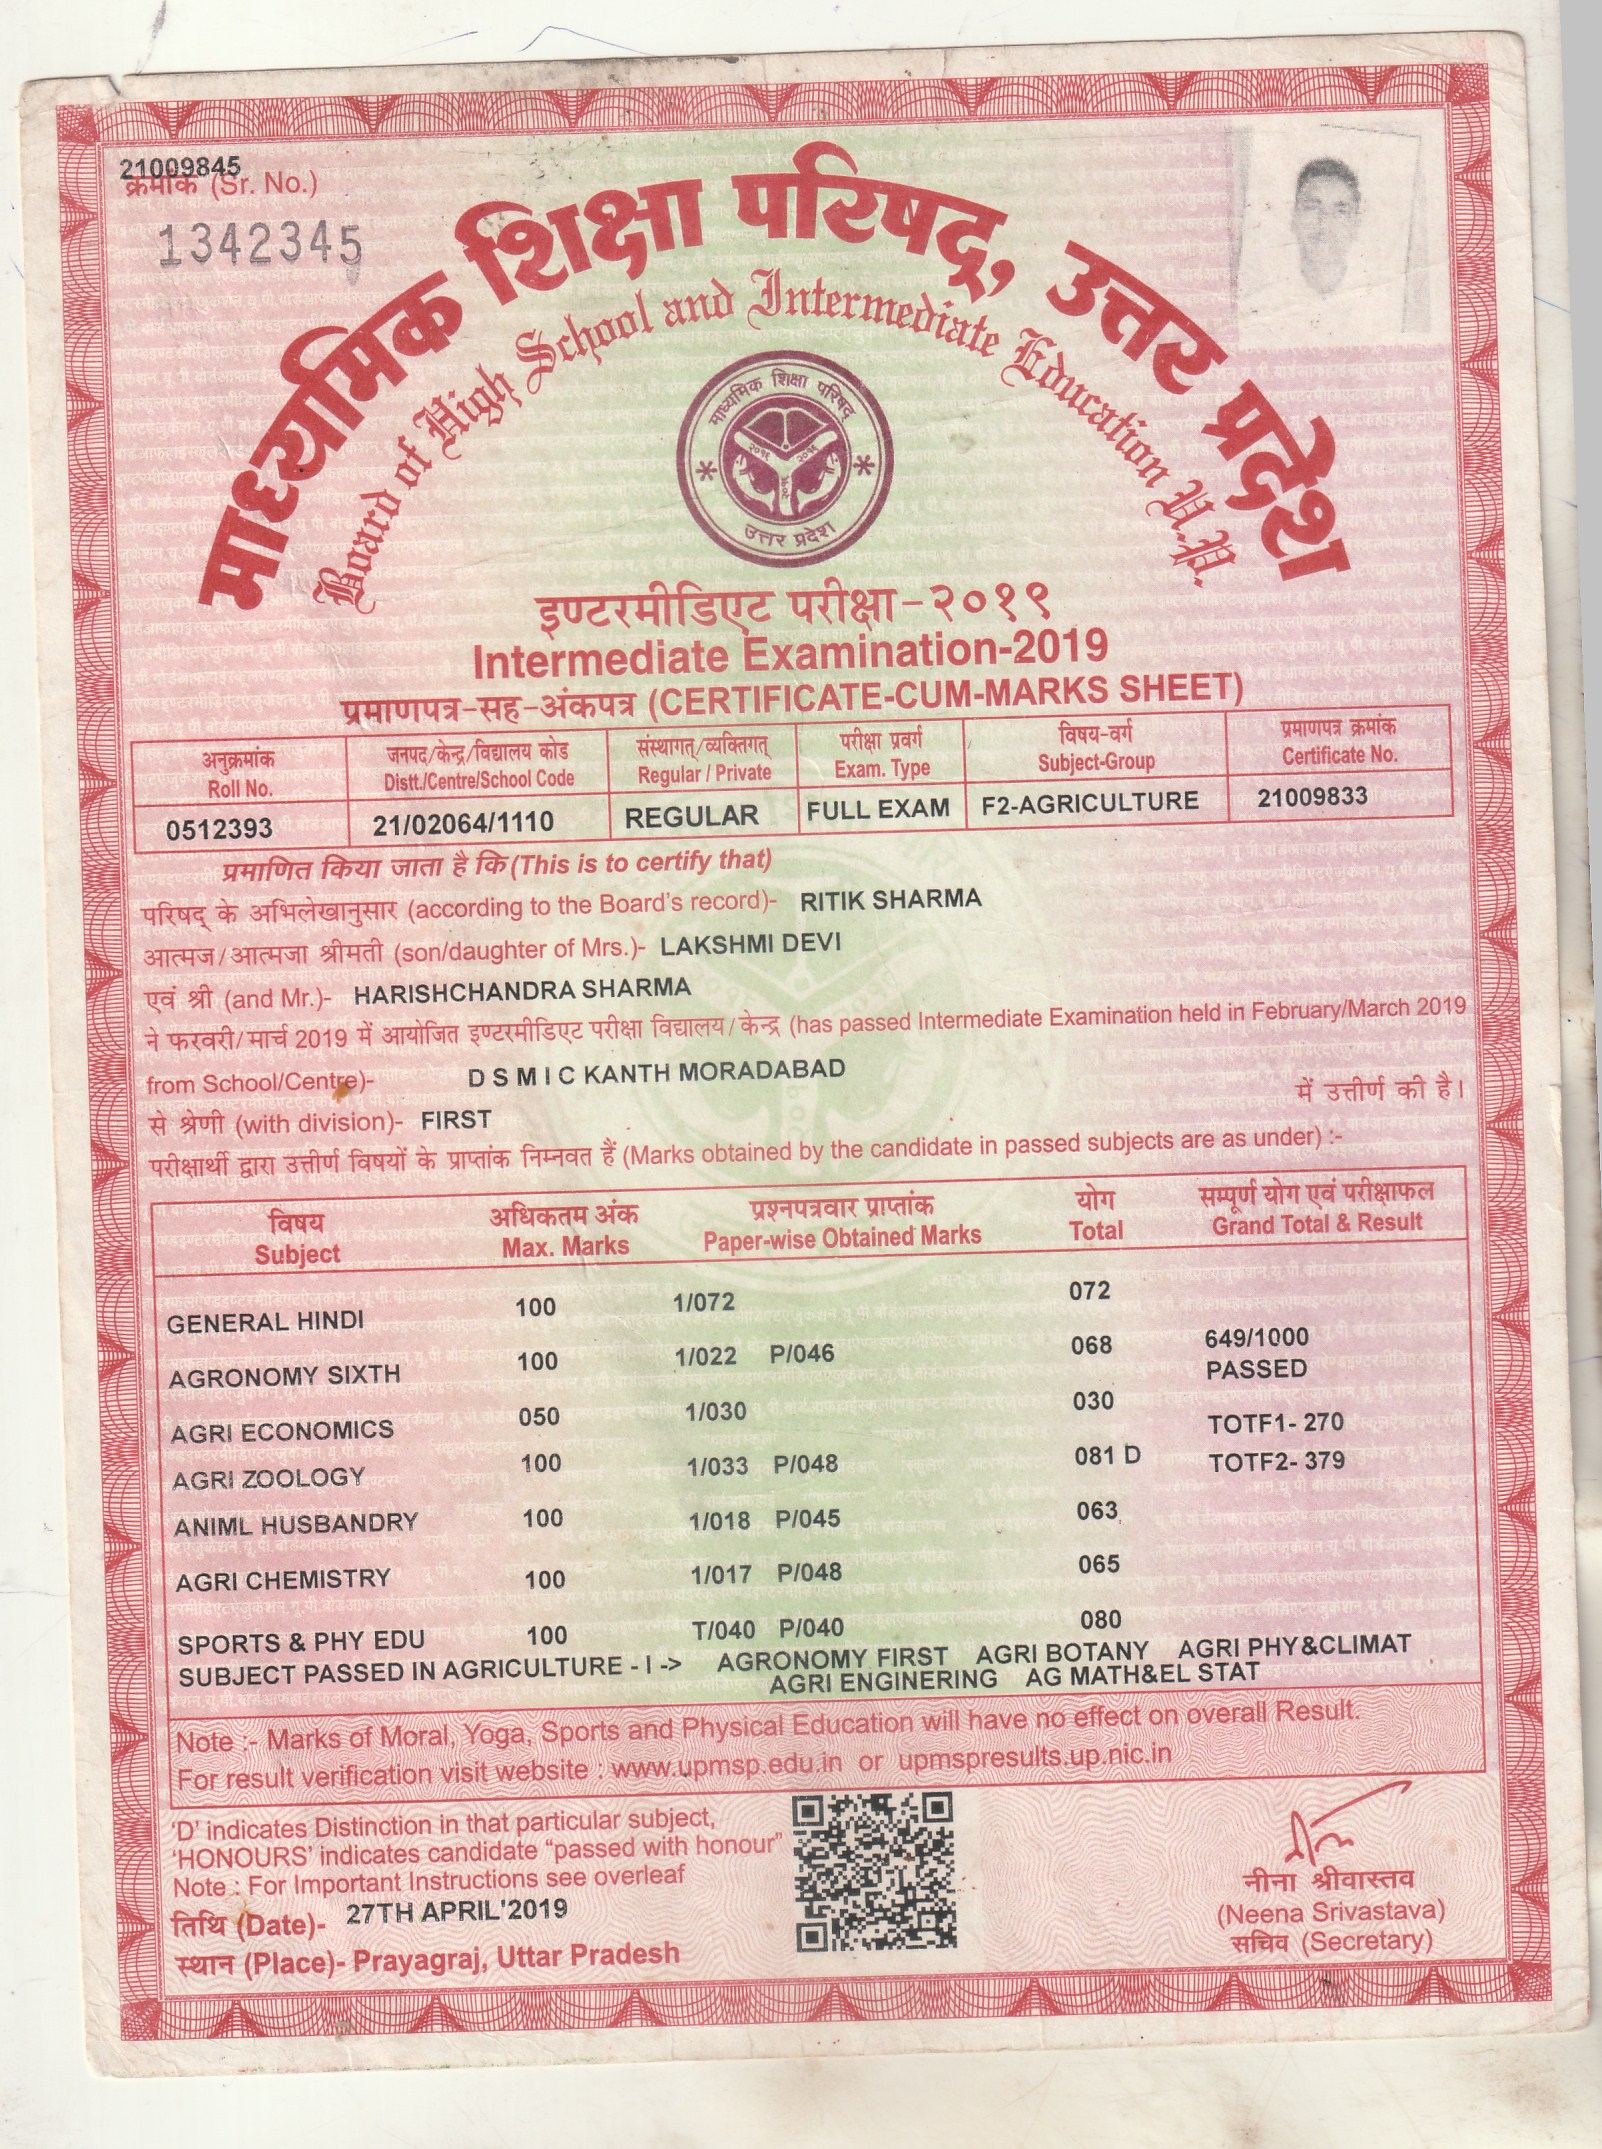 21009845
क्रमांक (Sr. No.)
1342345
माध्यमिक शिक्षा परिषद्, उत्तर प्रदेश
Board of High School and Intermediate Education U.P.
माध्यमिक शिक्षा परिषद्
उत्तर प्रदेश
इण्टरमीडिएट परीक्षा-२०१९
Intermediate Examination-2019
प्रमाणपत्र-सह-अंकपत्र (CERTIFICATE-CUM-MARKS SHEET)
अनुक्रमांक जनपद/केन्द्र/विद्यालय कोड संस्थागत्/व्यक्तिगत् परीक्षा प्रवर्ग विषय-वर्ग प्रमाणपत्र क्रमांक
Roll No. Distt./Centre/School Code Regular / Private Exam. Type Subject-Group Certificate No.
0512393 21/02064/1110 REGULAR FULL EXAM F2-AGRICULTURE 21009833
प्रमाणित किया जाता है कि (This is to certify that)
परिषद् के अभिलेखानुसार (according to the Board's record)- RITIK SHARMA
आत्मज/आत्मजा श्रीमती (son/daughter of Mrs.)- LAKSHMI DEVI
एवं श्री (and Mr.)- HARISHCHANDRA SHARMA
ने फरवरी/मार्च 2019 में आयोजित इण्टरमीडिएट परीक्षा विद्यालय/केन्द्र (has passed Intermediate Examination held in February/March 2019
from School/Centre)- D S M I C KANTH MORADABAD में उत्तीर्ण की है।
से श्रेणी (with division)- FIRST
परीक्षार्थी द्वारा उत्तीर्ण विषयों के प्राप्तांक निम्नवत हैं (Marks obtained by the candidate in passed subjects are as under) :-
विषय अधिकतम अंक प्रश्नपत्रवार प्राप्तांक योग सम्पूर्ण योग एवं परीक्षाफल
Subject Max. Marks Paper-wise Obtained Marks Total Grand Total & Result
GENERAL HINDI 100 1/072 072
AGRONOMY SIXTH 100 1/022 P/046 068 649/1000
PASSED
AGRI ECONOMICS 050 1/030 030 TOTF1- 270
AGRI ZOOLOGY 100 1/033 P/048 081 D TOTF2- 379
ANIML HUSBANDRY 100 1/018 P/045 063
AGRI CHEMISTRY 100 1/017 P/048 065
SPORTS & PHY EDU 100 T/040 P/040 080
SUBJECT PASSED IN AGRICULTURE - I -> AGRONOMY FIRST AGRI BOTANY AGRI PHY&CLIMAT
AGRI ENGINERING AG MATH&EL STAT
Note :- Marks of Moral, Yoga, Sports and Physical Education will have no effect on overall Result.
For result verification visit website : www.upmsp.edu.in or upmspresults.up.nic.in
'D' indicates Distinction in that particular subject,
'HONOURS' indicates candidate "passed with honour"
Note : For Important Instructions see overleaf
तिथि (Date)- 27TH APRIL'2019
स्थान (Place)- Prayagraj, Uttar Pradesh
नीना श्रीवास्तव
(Neena Srivastava)
सचिव (Secretary)